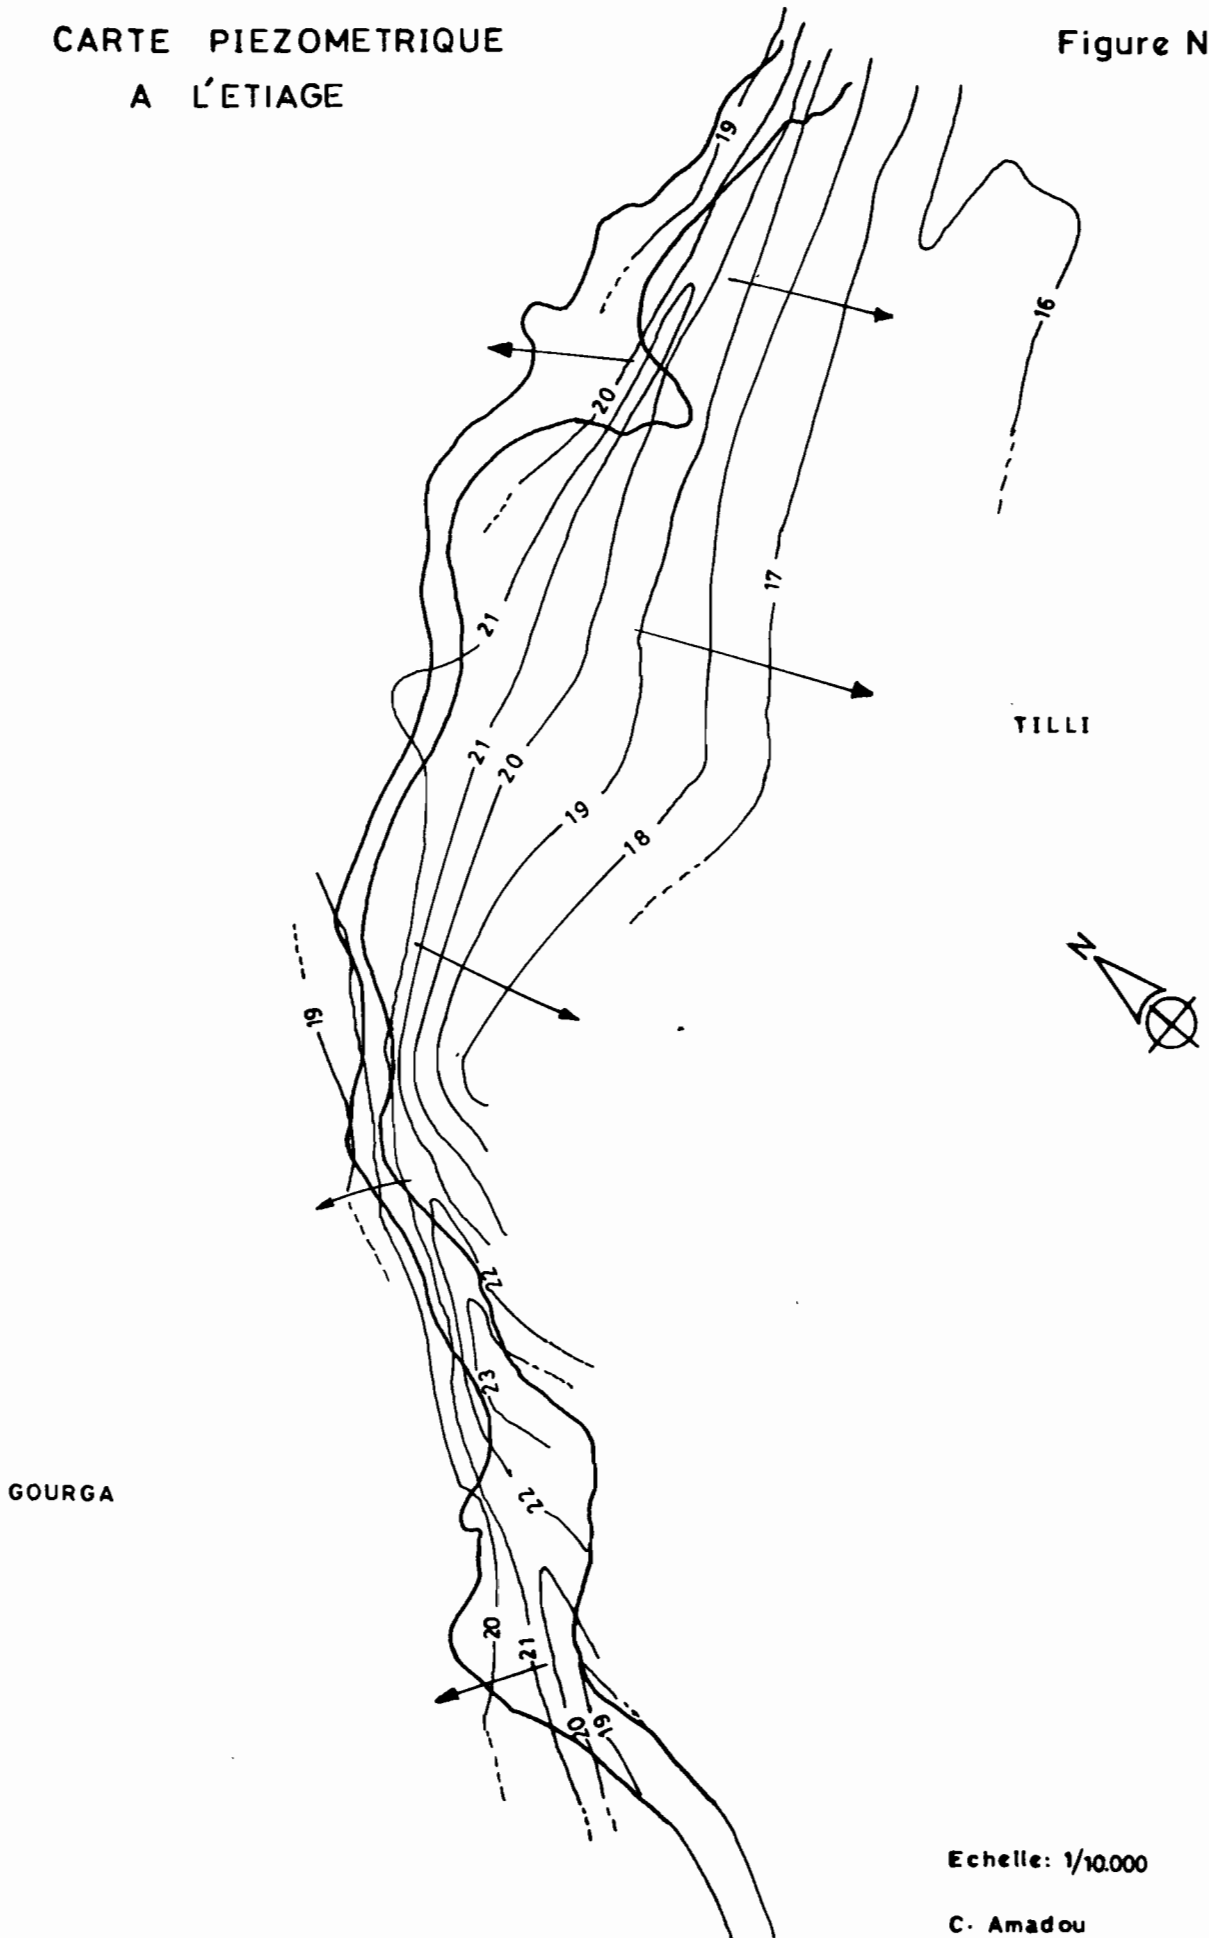 CARTE PIEZOMETRIQUE
A L'ETIAGE
Figure N
19
16
20
17
21
TILLI
21
20
19
18
N
19
22
23
GOURGA
22
20
21
20
19
Echelle: 1/10.000
C. Amadou